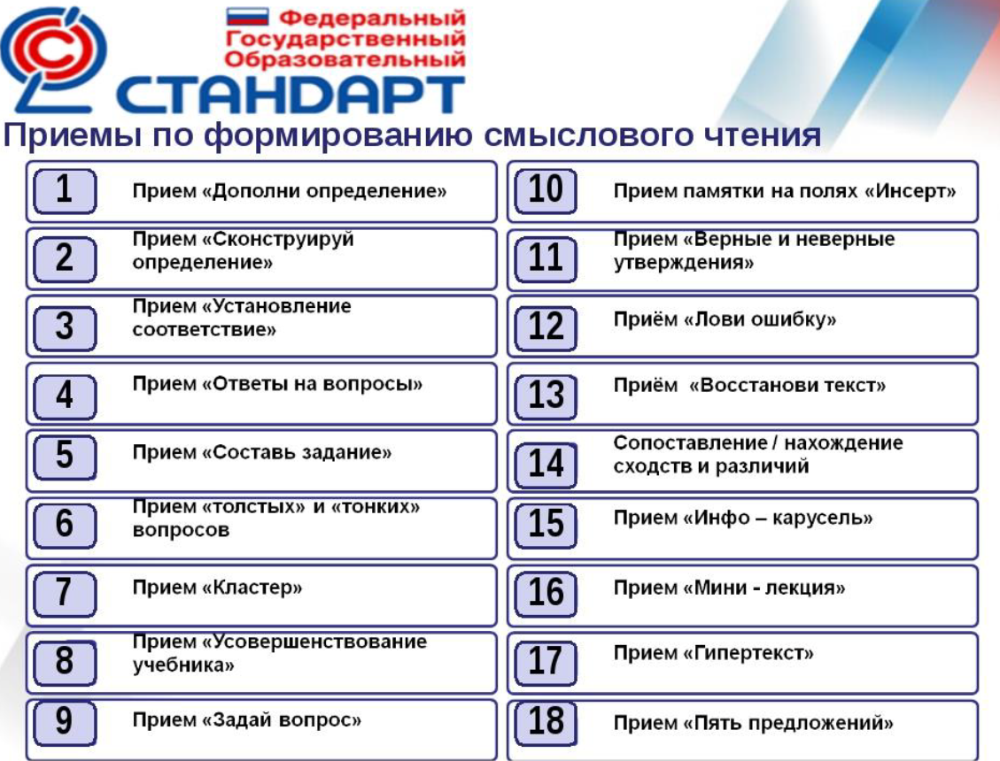 Федеральный
Государственный
Образовательный
СТАНДАРТ
Приемы по формированию смыслового чтения
1
Прием «Дополни определение»
2
Прием «Сконструируй
определение»
3
Прием «Установление
соответствие»
4
Прием «Ответы на вопросы»
5
Прием «Составь задание»
6
Прием «толстых» и «тонких»
вопросов
7
Прием «Кластер»
8
Прием «Усовершенствование
учебника»
9
Прием «Задай вопрос»
10
Прием памятки на полях «Инсерт»
11
Прием «Верные и неверные
утверждения»
12
Приём «Лови ошибку»
13
Приём «Восстанови текст»
14
Сопоставление / нахождение
сходств и различий
15
Прием «Инфо – карусель»
16
Прием «Мини - лекция»
17
Прием «Гипертекст»
18
Прием «Пять предложений»